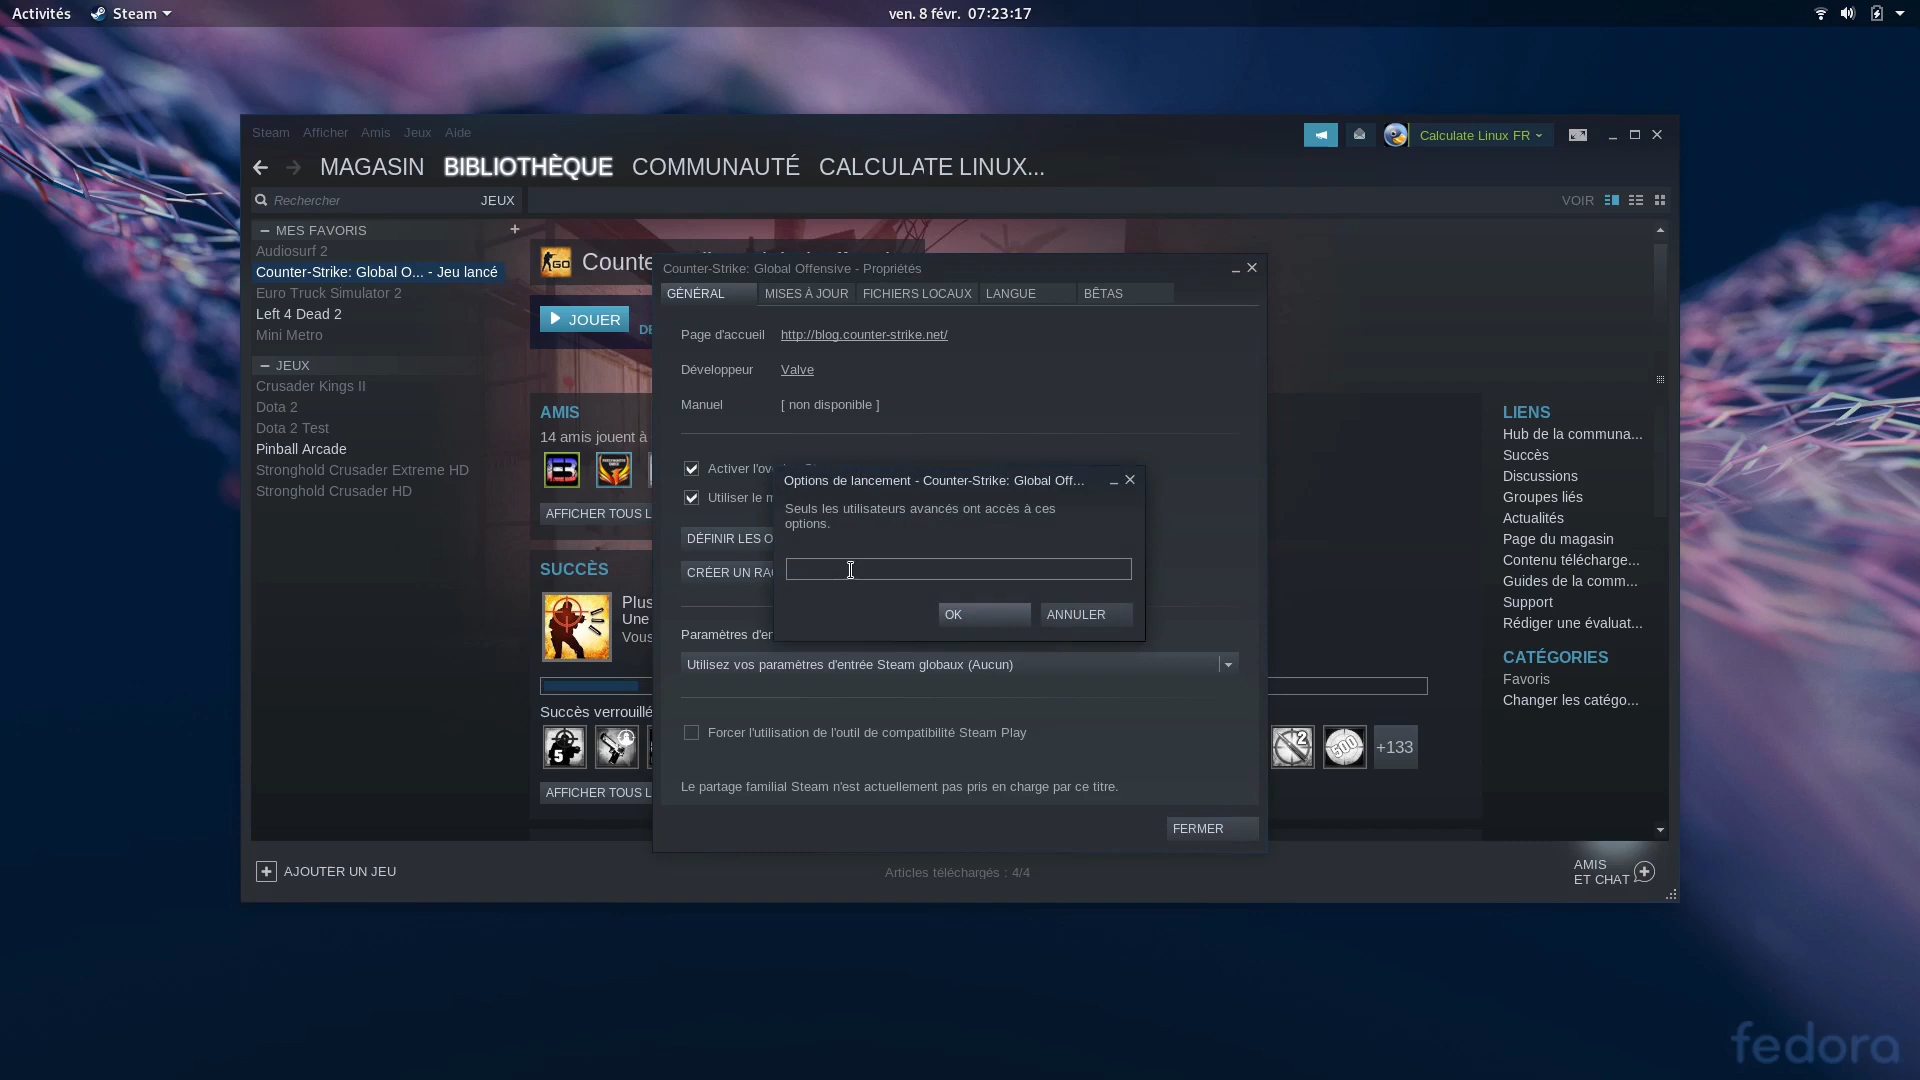 Activités
Steam
ven. 8 févr. 07:23:17
Steam Afficher Amis Jeux Aide
Calculate Linux FR
MAGASIN BIBLIOTHÈQUE COMMUNAUTÉ CALCULATE LINUX...
Rechercher
JEUX
VOIR
MES FAVORIS
Audiosurf 2
Counter-Strike: Global O... - Jeu lancé
Euro Truck Simulator 2
Left 4 Dead 2
Mini Metro
JEUX
Crusader Kings II
Dota 2
Dota 2 Test
Pinball Arcade
Stronghold Crusader Extreme HD
Stronghold Crusader HD
GO
Counte
JOUER
DE
AMIS
14 amis jouent à
AFFICHER TOUS L
SUCCÈS
Plus
Une
Vous
Succès verrouillé
5
2
500
+133
AFFICHER TOUS L
Counter-Strike: Global Offensive - Propriétés
GÉNÉRAL MISES À JOUR FICHIERS LOCAUX LANGUE BÊTAS
Page d'accueil http://blog.counter-strike.net/
Développeur Valve
Manuel [ non disponible ]
Activer l'ov
Utiliser le m
DÉFINIR LES O
CRÉER UN RAC
Options de lancement - Counter-Strike: Global Off...
Seuls les utilisateurs avancés ont accès à ces
options.
OK
ANNULER
Paramètres d'en
Utilisez vos paramètres d'entrée Steam globaux (Aucun)
Forcer l'utilisation de l'outil de compatibilité Steam Play
Le partage familial Steam n'est actuellement pas pris en charge par ce titre.
FERMER
LIENS
Hub de la communa...
Succès
Discussions
Groupes liés
Actualités
Page du magasin
Contenu télécharge...
Guides de la comm...
Support
Rédiger une évaluat...
CATÉGORIES
Favoris
Changer les catégo...
AJOUTER UN JEU
Articles téléchargés : 4/4
AMIS
ET CHAT
fedora